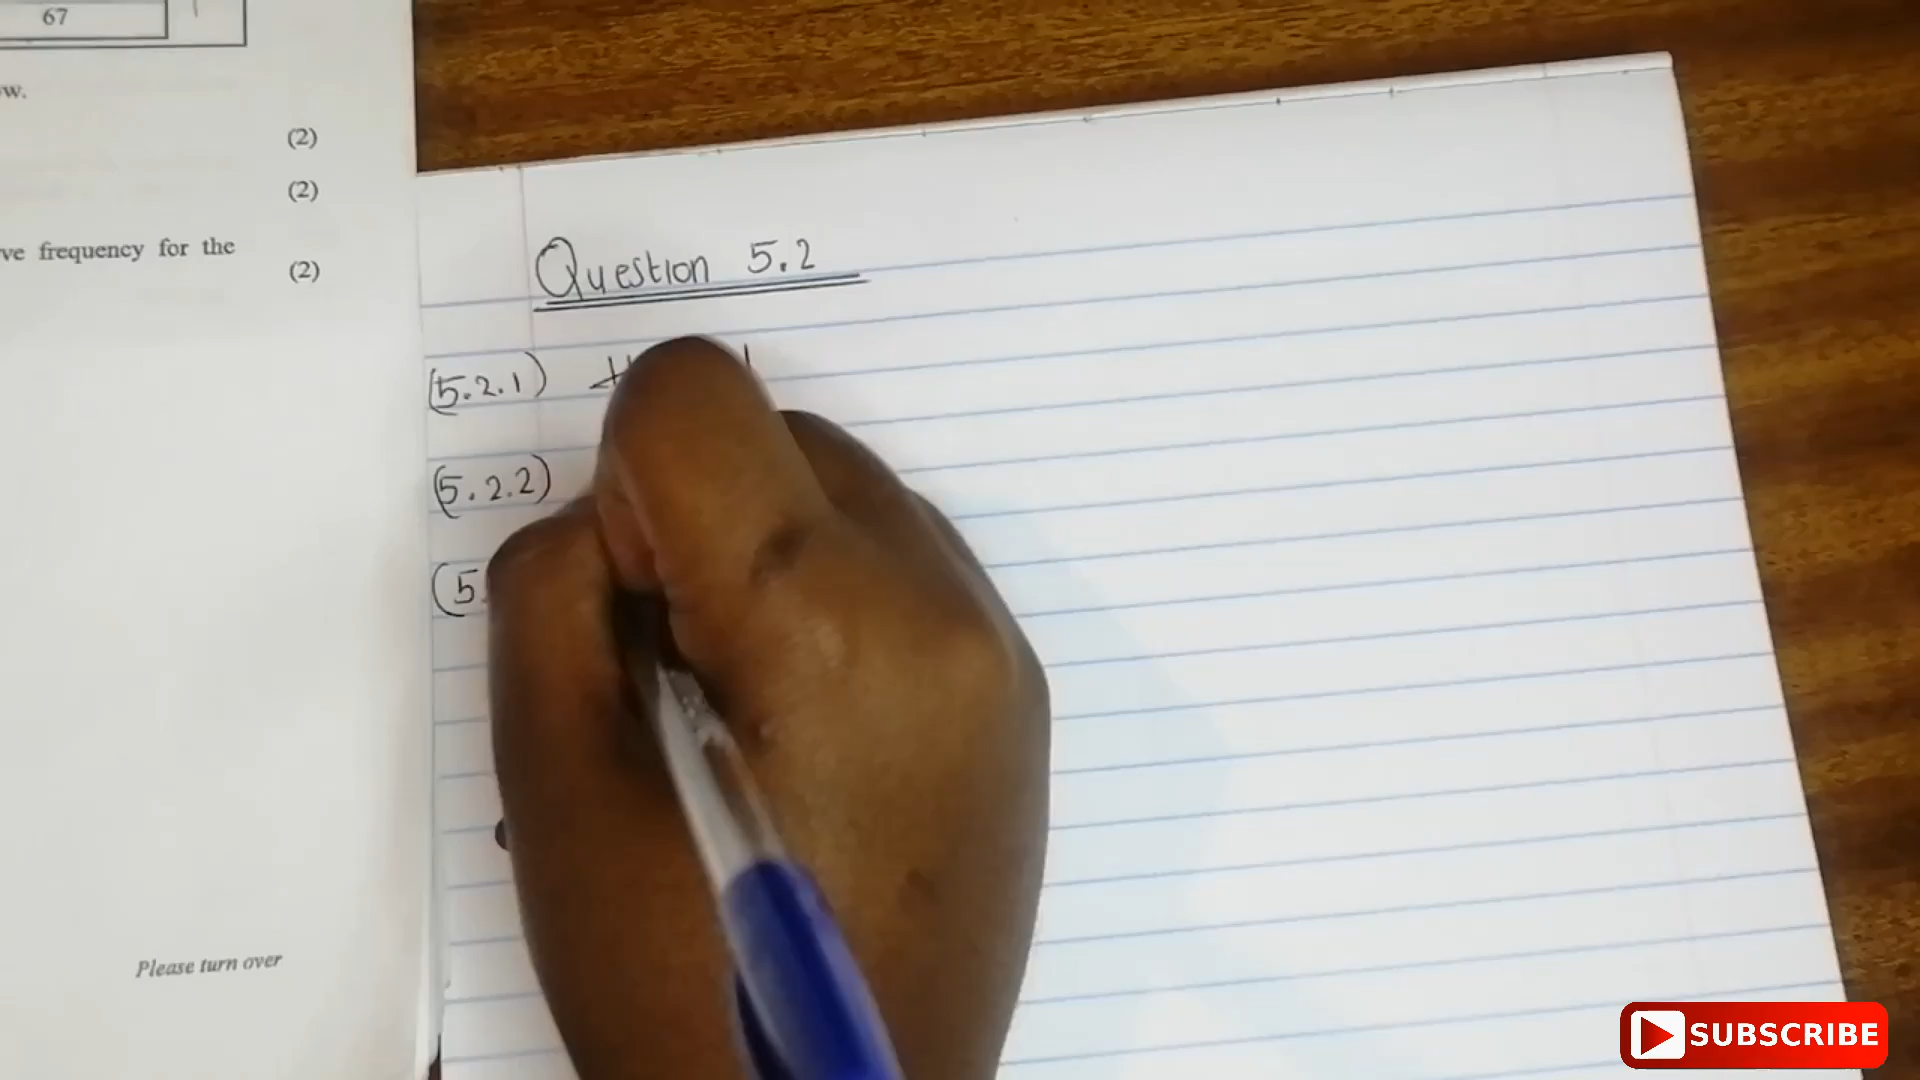 67
w.
(2)
(2)
ve frequency for the
(2)
Please turn over
Question 5.2
(5.2.1)
(5.2.2)
(5.
SUBSCRIBE